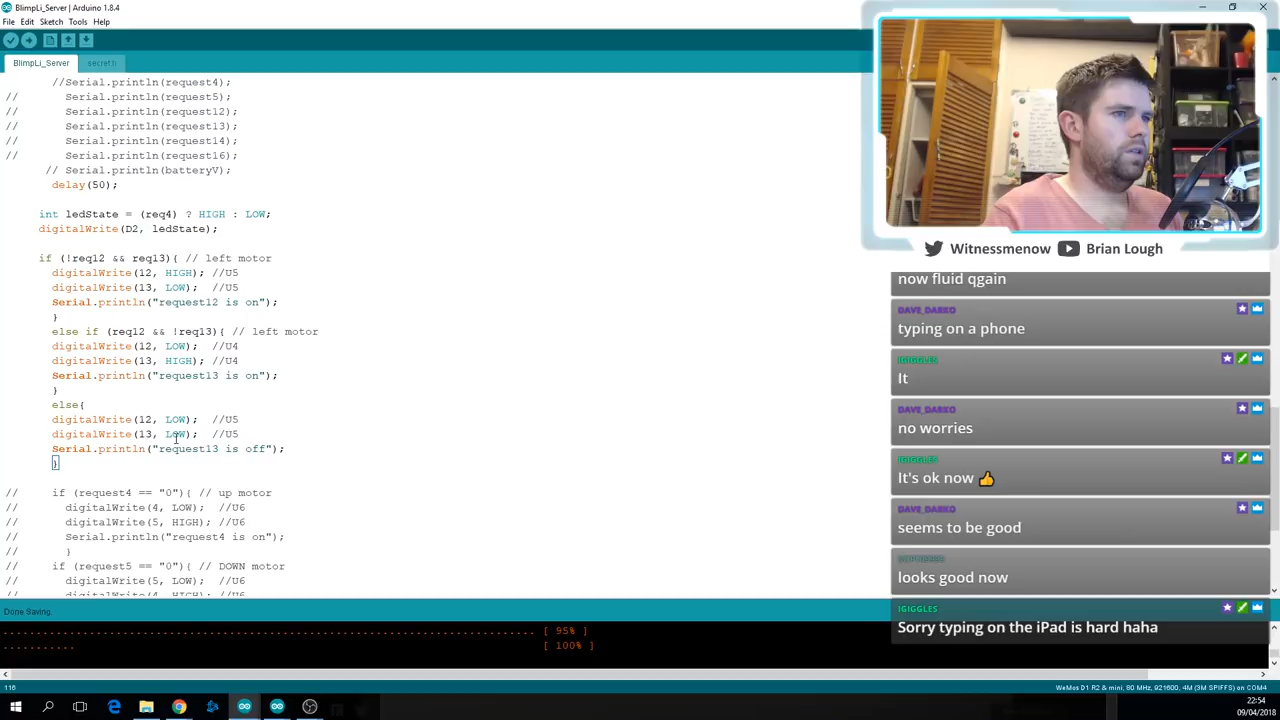 BlimpLi_Server | Arduino 1.8.4
File Edit Sketch Tools Help
BlimpLi_Server secret.h
//Serial.println(request4);
// Serial.println(request5);
// Serial.println(request12);
// Serial.println(request13);
// Serial.println(request14);
// Serial.println(request16);
// Serial.println(batteryV);
delay(50);
int ledState = (req4) ? HIGH : LOW;
digitalWrite(D2, ledState);
if (!req12 && req13){ // left motor
digitalWrite(12, HIGH); //U5
digitalWrite(13, LOW); //U5
Serial.println("request12 is on");
}
else if (req12 && !req13){ // left motor
digitalWrite(12, LOW); //U4
digitalWrite(13, HIGH); //U4
Serial.println("request13 is on");
}
else{
digitalWrite(12, LOW); //U5
digitalWrite(13, LOW); //U5
Serial.println("request13 is off");
}
// if (request4 == "0"){ // up motor
// digitalWrite(4, LOW); //U6
// digitalWrite(5, HIGH); //U6
// Serial.println("request4 is on");
// }
// if (request5 == "0"){ // DOWN motor
// digitalWrite(5, LOW); //U6
// digitalWrite(4, HIGH); //U6
Done Saving.
................................................................................ [ 95% ]
........... [ 100% ]
116
WeMos D1 R2 & mini, 80 MHz, 921600, 4M (3M SPIFFS) on COM4
22:54
09/04/2018
Witnessmenow Brian Lough
now fluid qgain
DAVE_DARKO
typing on a phone
IGIGGLES
It
DAVE_DARKO
no worries
IGIGGLES
It's ok now 👍
DAVE_DARKO
seems to be good
looks good now
IGIGGLES
Sorry typing on the iPad is hard haha